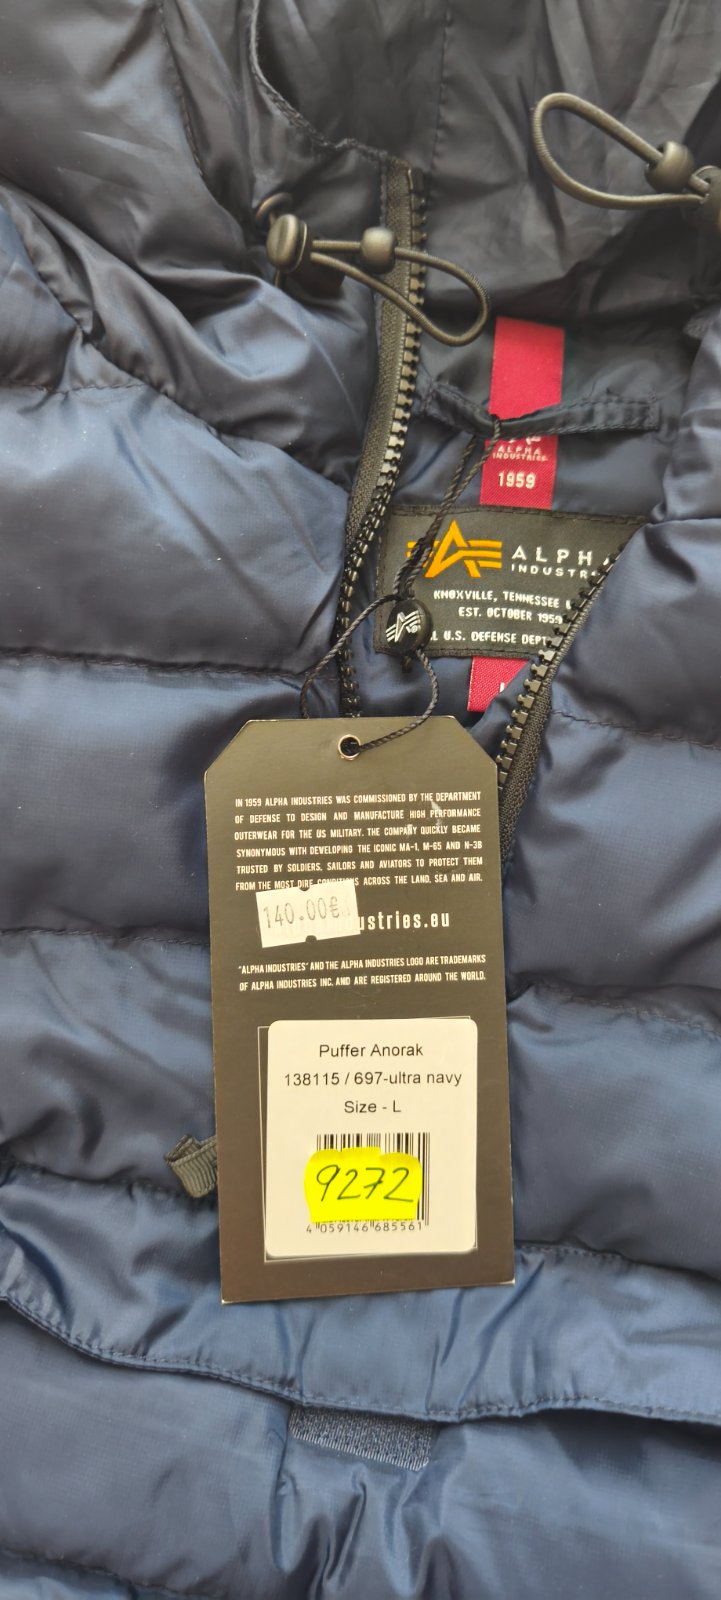 ALPHA
INDUSTRIES
1959
ALPH
INDUSTR
KNOXVILLE, TENNESSEE
EST. OCTOBER 1959
U.S. DEFENSE DEPT
IN 1959 ALPHA INDUSTRIES WAS COMMISSIONED BY THE DEPARTMENT
OF DEFENSE TO DESIGN AND MANUFACTURE HIGH PERFORMANCE
OUTERWEAR FOR THE US MILITARY. THE COMPANY QUICKLY BECAME
SYNONYMOUS WITH DEVELOPING THE ICONIC MA-1, M-65 AND N-3B
TRUSTED BY SOLDIERS, SAILORS AND AVIATORS TO PROTECT THEM
FROM THE MOST DIRE CONDITIONS ACROSS THE LAND, SEA AND AIR.
140.00€
ustries.eu
"ALPHA INDUSTRIES" AND THE ALPHA INDUSTRIES LOGO ARE TRADEMARKS
OF ALPHA INDUSTRIES INC. AND ARE REGISTERED AROUND THE WORLD.
Puffer Anorak
138115 / 697-ultra navy
Size - L
9272
4 059146 685561